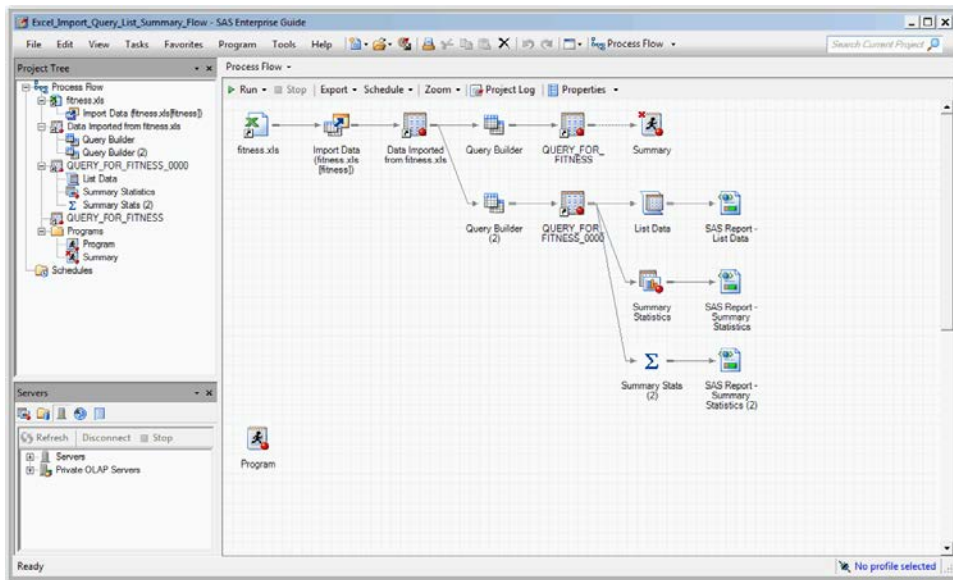 Excel_Import_Query_List_Summary_Flow - SAS Enterprise Guide
File Edit View Tasks Favorites Program Tools Help Process Flow Search Current Project
Project Tree
Process Flow
fitness.xls
Import Data (fitness.xls[fitness])
Data Imported from fitness.xls
Query Builder
Query Builder (2)
QUERY_FOR_FITNESS_0000
List Data
Summary Statistics
Summary Stats (2)
QUERY_FOR_FITNESS
Programs
Program
Summary
Schedules
Servers
Refresh Disconnect Stop
Servers
Private OLAP Servers
Process Flow
Run Stop Export Schedule Zoom Project Log Properties
fitness.xls
Import Data
(fitness.xls
[fitness])
Data Imported
from fitness.xls
Query Builder
QUERY_FOR_
FITNESS
Summary
Query Builder
(2)
QUERY_FOR_
FITNESS_0000
List Data
SAS Report -
List Data
Summary
Statistics
SAS Report -
Summary
Statistics
Summary Stats
(2)
SAS Report -
Summary
Statistics (2)
Program
Ready
No profile selected